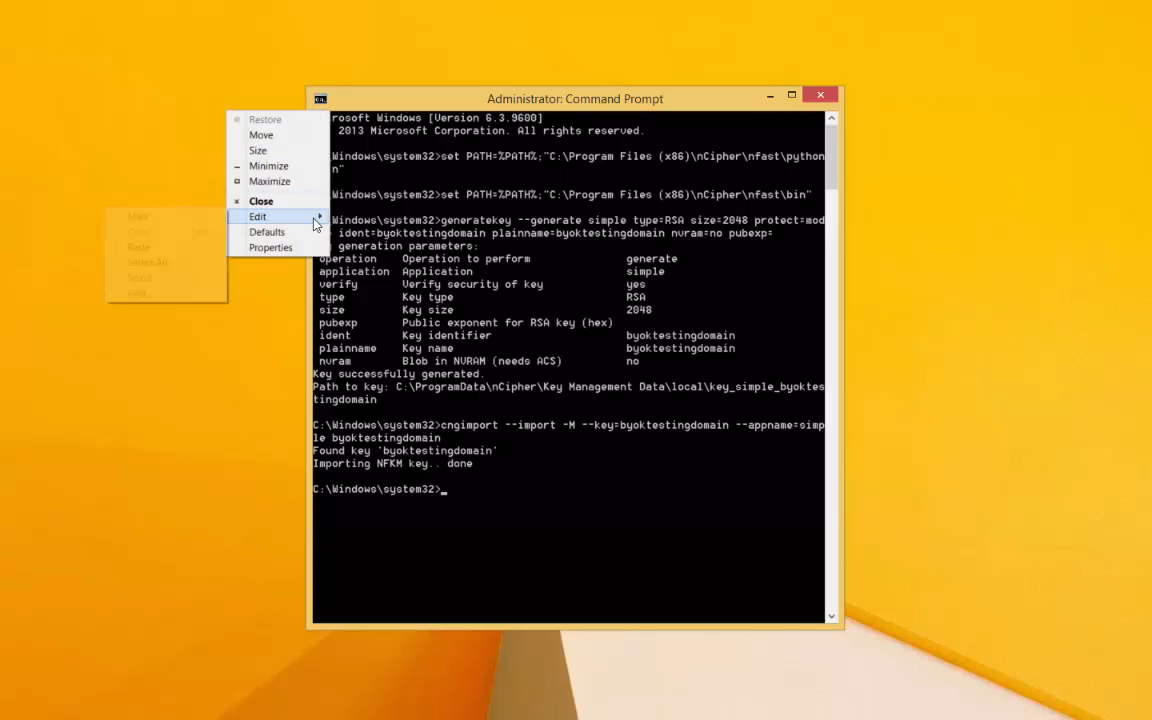 Administrator: Command Prompt
Restore
Move
Size
Minimize
Maximize
Close
Edit
Defaults
Properties
Mark
Copy
Paste
Select All
Scroll
Find...
rosoft Windows [Version 6.3.9600]
2013 Microsoft Corporation. All rights reserved.
Windows\system32>set PATH=%PATH%;"C:\Program Files (x86)\nCipher\nfast\python
n"
Windows\system32>set PATH=%PATH%;"C:\Program Files (x86)\nCipher\nfast\bin"
Windows\system32>generatekey --generate simple type=RSA size=2048 protect=mod
ident=byoktestingdomain plainname=byoktestingdomain nvram=no pubexp=
generation parameters:
operation Operation to perform generate
application Application simple
verify Verify security of key yes
type Key type RSA
size Key size 2048
pubexp Public exponent for RSA key (hex)
ident Key identifier byoktestingdomain
plainname Key name byoktestingdomain
nvram Blob in NVRAM (needs ACS) no
Key successfully generated.
Path to key: C:\ProgramData\nCipher\Key Management Data\local\key_simple_byoktes
tingdomain
C:\Windows\system32>cngimport --import -M --key=byoktestingdomain --appname=simp
le byoktestingdomain
Found key 'byoktestingdomain'
Importing NFKM key.. done
C:\Windows\system32>_